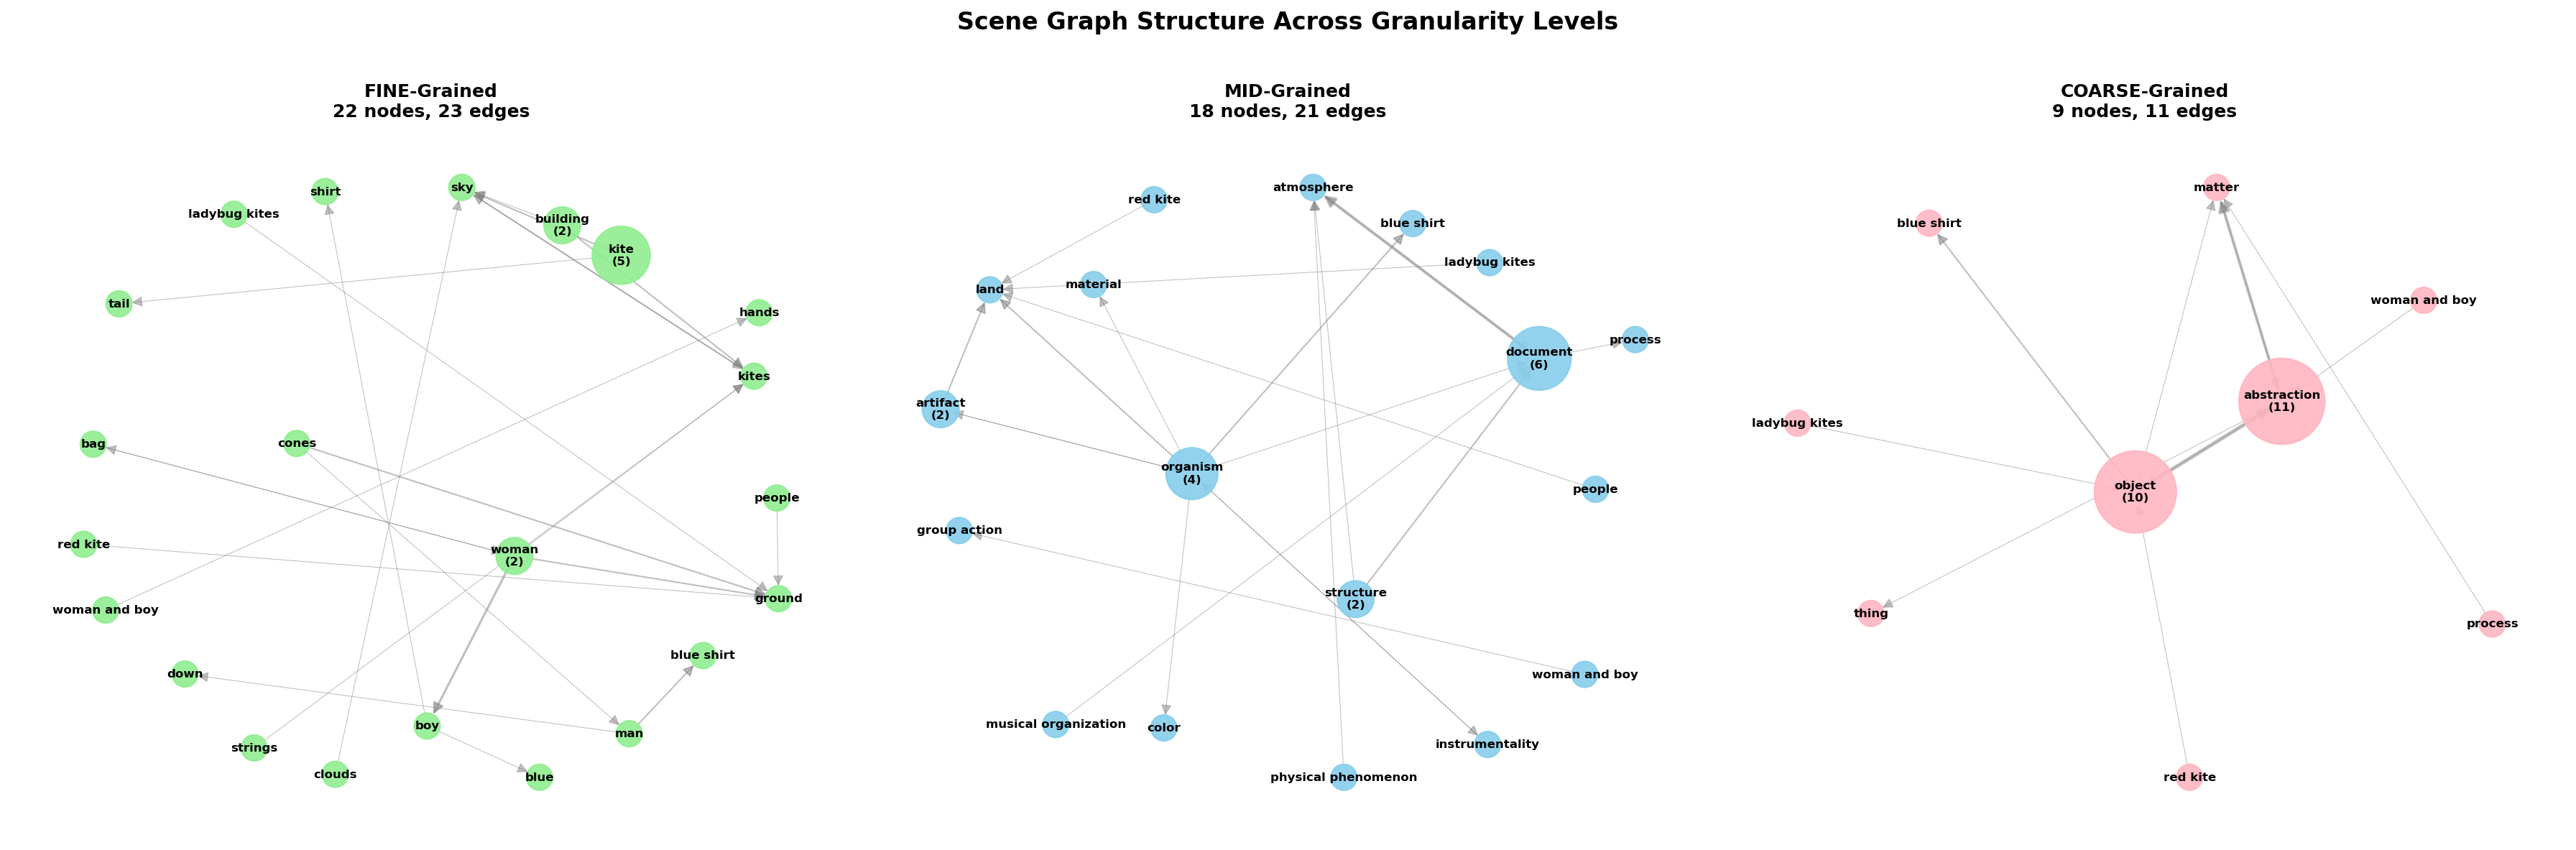 Scene Graph Structure Across Granularity Levels
FINE-Grained
22 nodes, 23 edges
shirt
sky
ladybug kites
building
(2)
kite
(5)
tail
hands
kites
bag
cones
people
red kite
woman
(2)
ground
woman and boy
blue shirt
down
boy
man
strings
clouds
blue
MID-Grained
18 nodes, 21 edges
atmosphere
red kite
blue shirt
ladybug kites
material
land
process
document
(6)
artifact
(2)
organism
(4)
people
group action
structure
(2)
woman and boy
musical organization
color
instrumentality
physical phenomenon
COARSE-Grained
9 nodes, 11 edges
matter
blue shirt
woman and boy
abstraction
(11)
ladybug kites
object
(10)
thing
process
red kite